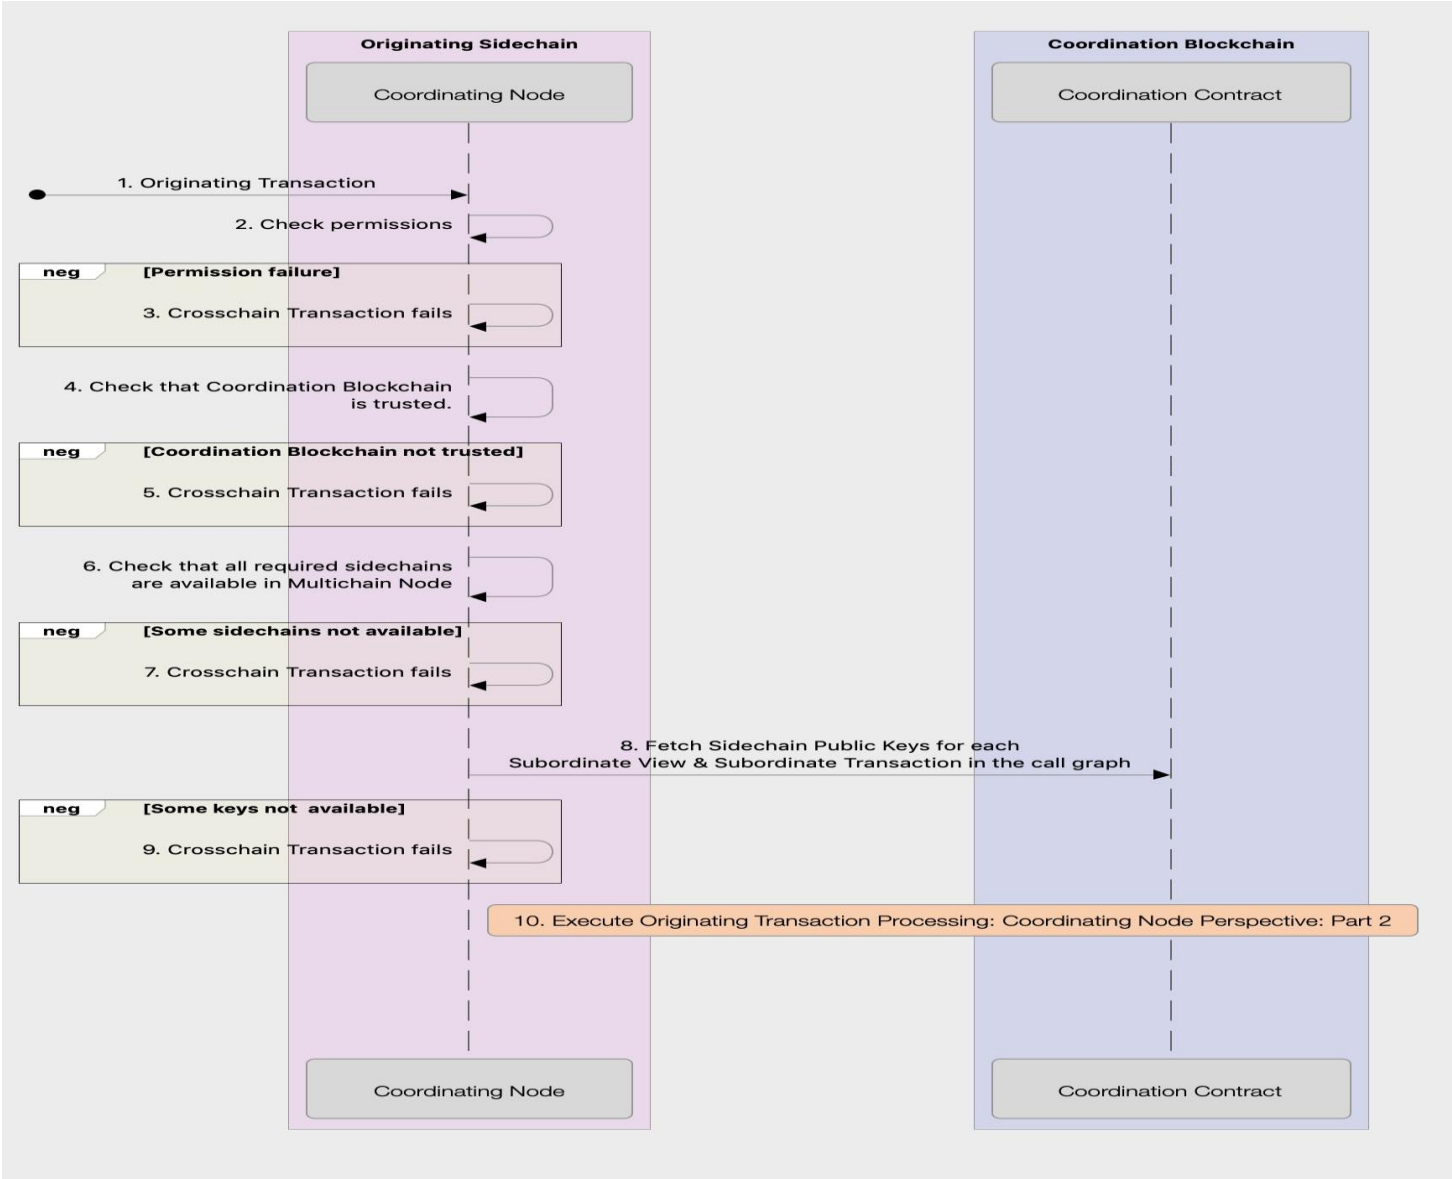 Originating Sidechain
Coordination Blockchain
Coordinating Node
Coordination Contract
1. Originating Transaction
2. Check permissions
neg
[Permission failure]
3. Crosschain Transaction fails
4. Check that Coordination Blockchain
is trusted.
neg
[Coordination Blockchain not trusted]
5. Crosschain Transaction fails
6. Check that all required sidechains
are available in Multichain Node
neg
[Some sidechains not available]
7. Crosschain Transaction fails
8. Fetch Sidechain Public Keys for each
Subordinate View & Subordinate Transaction in the call graph
neg
[Some keys not  available]
9. Crosschain Transaction fails
10. Execute Originating Transaction Processing: Coordinating Node Perspective: Part 2
Coordinating Node
Coordination Contract